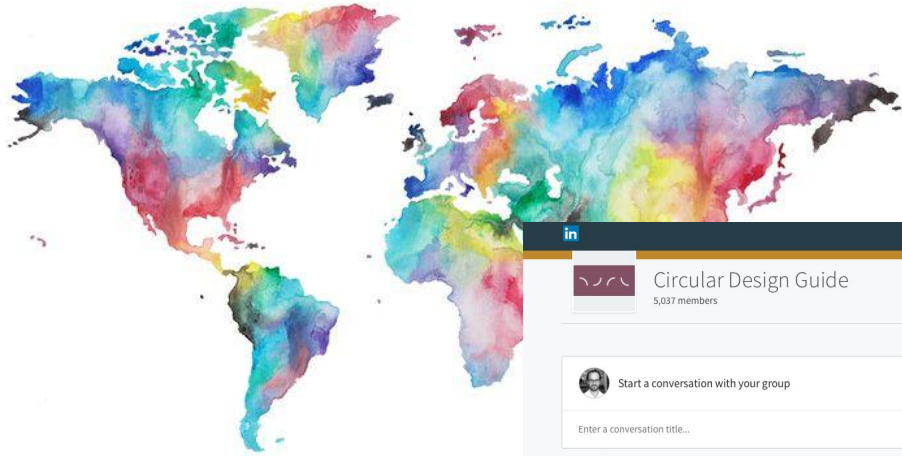 in
Circular Design Guide
5,037 members
Start a conversation with your group
Enter a conversation title...